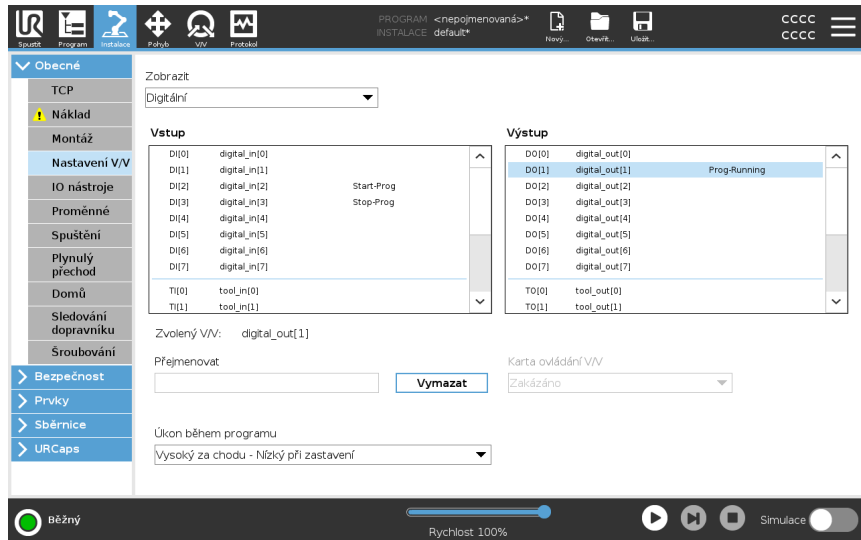 PROGRAM <nepojmenovaná>*
INSTALACE default*
CCCC
CCCC
Spustit Program Instalace Pohyb V/V Protokol Nový... Otevřít... Uložit...
Obecné
TCP
Náklad
Montáž
Nastavení V/V
IO nástroje
Proměnné
Spuštění
Plynulý
přechod
Domů
Sledování
dopravníku
Šroubování
Bezpečnost
Prvky
Sběrnice
URCaps
Zobrazit
Digitální
Vstup
DI[0] digital_in[0]
DI[1] digital_in[1]
DI[2] digital_in[2] Start-Prog
DI[3] digital_in[3] Stop-Prog
DI[4] digital_in[4]
DI[5] digital_in[5]
DI[6] digital_in[6]
DI[7] digital_in[7]
TI[0] tool_in[0]
TI[1] tool_in[1]
Výstup
DO[0] digital_out[0]
DO[1] digital_out[1] Prog-Running
DO[2] digital_out[2]
DO[3] digital_out[3]
DO[4] digital_out[4]
DO[5] digital_out[5]
DO[6] digital_out[6]
DO[7] digital_out[7]
TO[0] tool_out[0]
TO[1] tool_out[1]
Zvolený V/V: digital_out[1]
Přejmenovat
Vymazat
Karta ovládání V/V
Zakázáno
Úkon během programu
Vysoký za chodu - Nízký při zastavení
Běžný
Rychlost 100%
Simulace